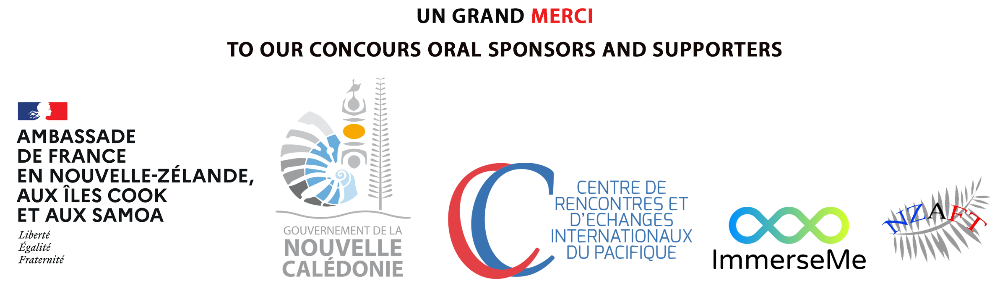 UN GRAND MERCI
TO OUR CONCOURS ORAL SPONSORS AND SUPPORTERS
AMBASSADE
DE FRANCE
EN NOUVELLE-ZÉLANDE,
AUX ÎLES COOK
ET AUX SAMOA
Liberté
Égalité
Fraternité
GOUVERNEMENT DE LA
NOUVELLE
CALÉDONIE
CENTRE DE
RENCONTRES ET
D'ECHANGES
INTERNATIONAUX
DU PACIFIQUE
ImmerseMe
NZAFT